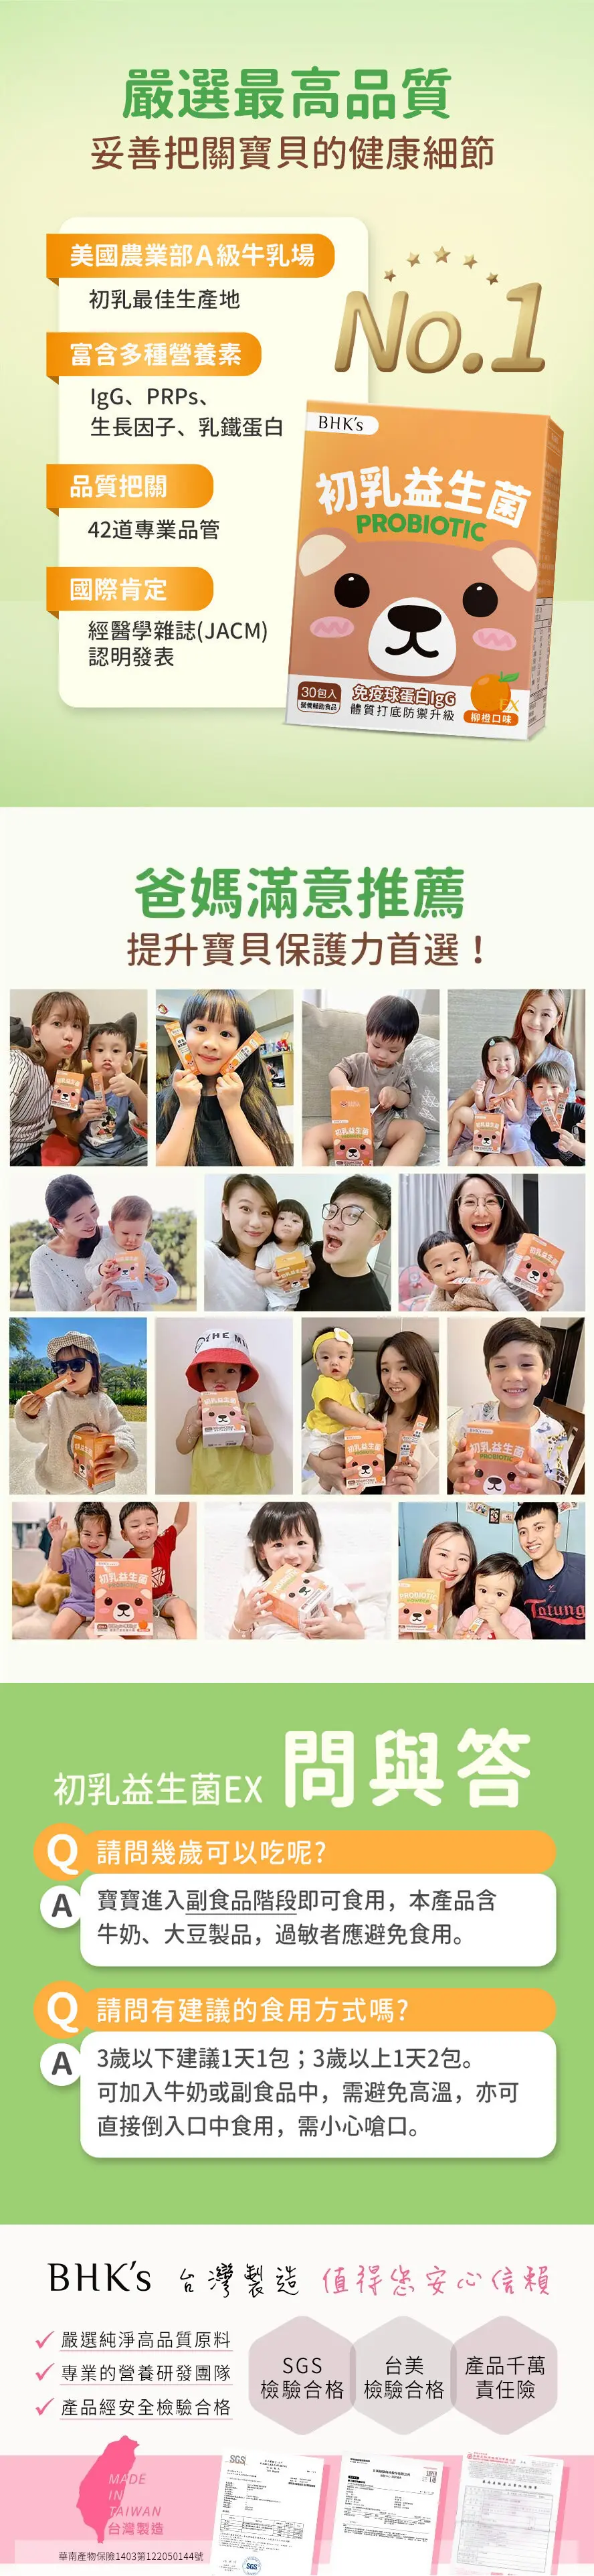 嚴選最高品質
妥善把關寶貝的健康細節
美國農業部A級牛乳場
初乳最佳生產地
富含多種營養素
IgG、PRPs、
生長因子、乳鐵蛋白
品質把關
42道專業品管
國際肯定
經醫學雜誌(JACM)
認明發表
No.1
BHK's
初乳益生菌
PROBIOTIC
30包入
營養輔助食品
免疫球蛋白IgG
體質打底防禦升級
EX
柳橙口味
爸媽滿意推薦
提升寶貝保護力首選！
初乳益生菌EX 問與答
Q 請問幾歲可以吃呢?
A 寶寶進入副食品階段即可食用，本產品含
牛奶、大豆製品，過敏者應避免食用。
Q 請問有建議的食用方式嗎?
A 3歲以下建議1天1包；3歲以上1天2包。
可加入牛奶或副食品中，需避免高溫，亦可
直接倒入口中食用，需小心嗆口。
BHK's 台灣製造 值得您安心信賴
嚴選純淨高品質原料
專業的營養研發團隊
產品經安全檢驗合格
SGS
檢驗合格
台美
檢驗合格
產品千萬
責任險
MADE
IN
TAIWAN
台灣製造
華南產物保險1403第122050144號
SGS
SGS